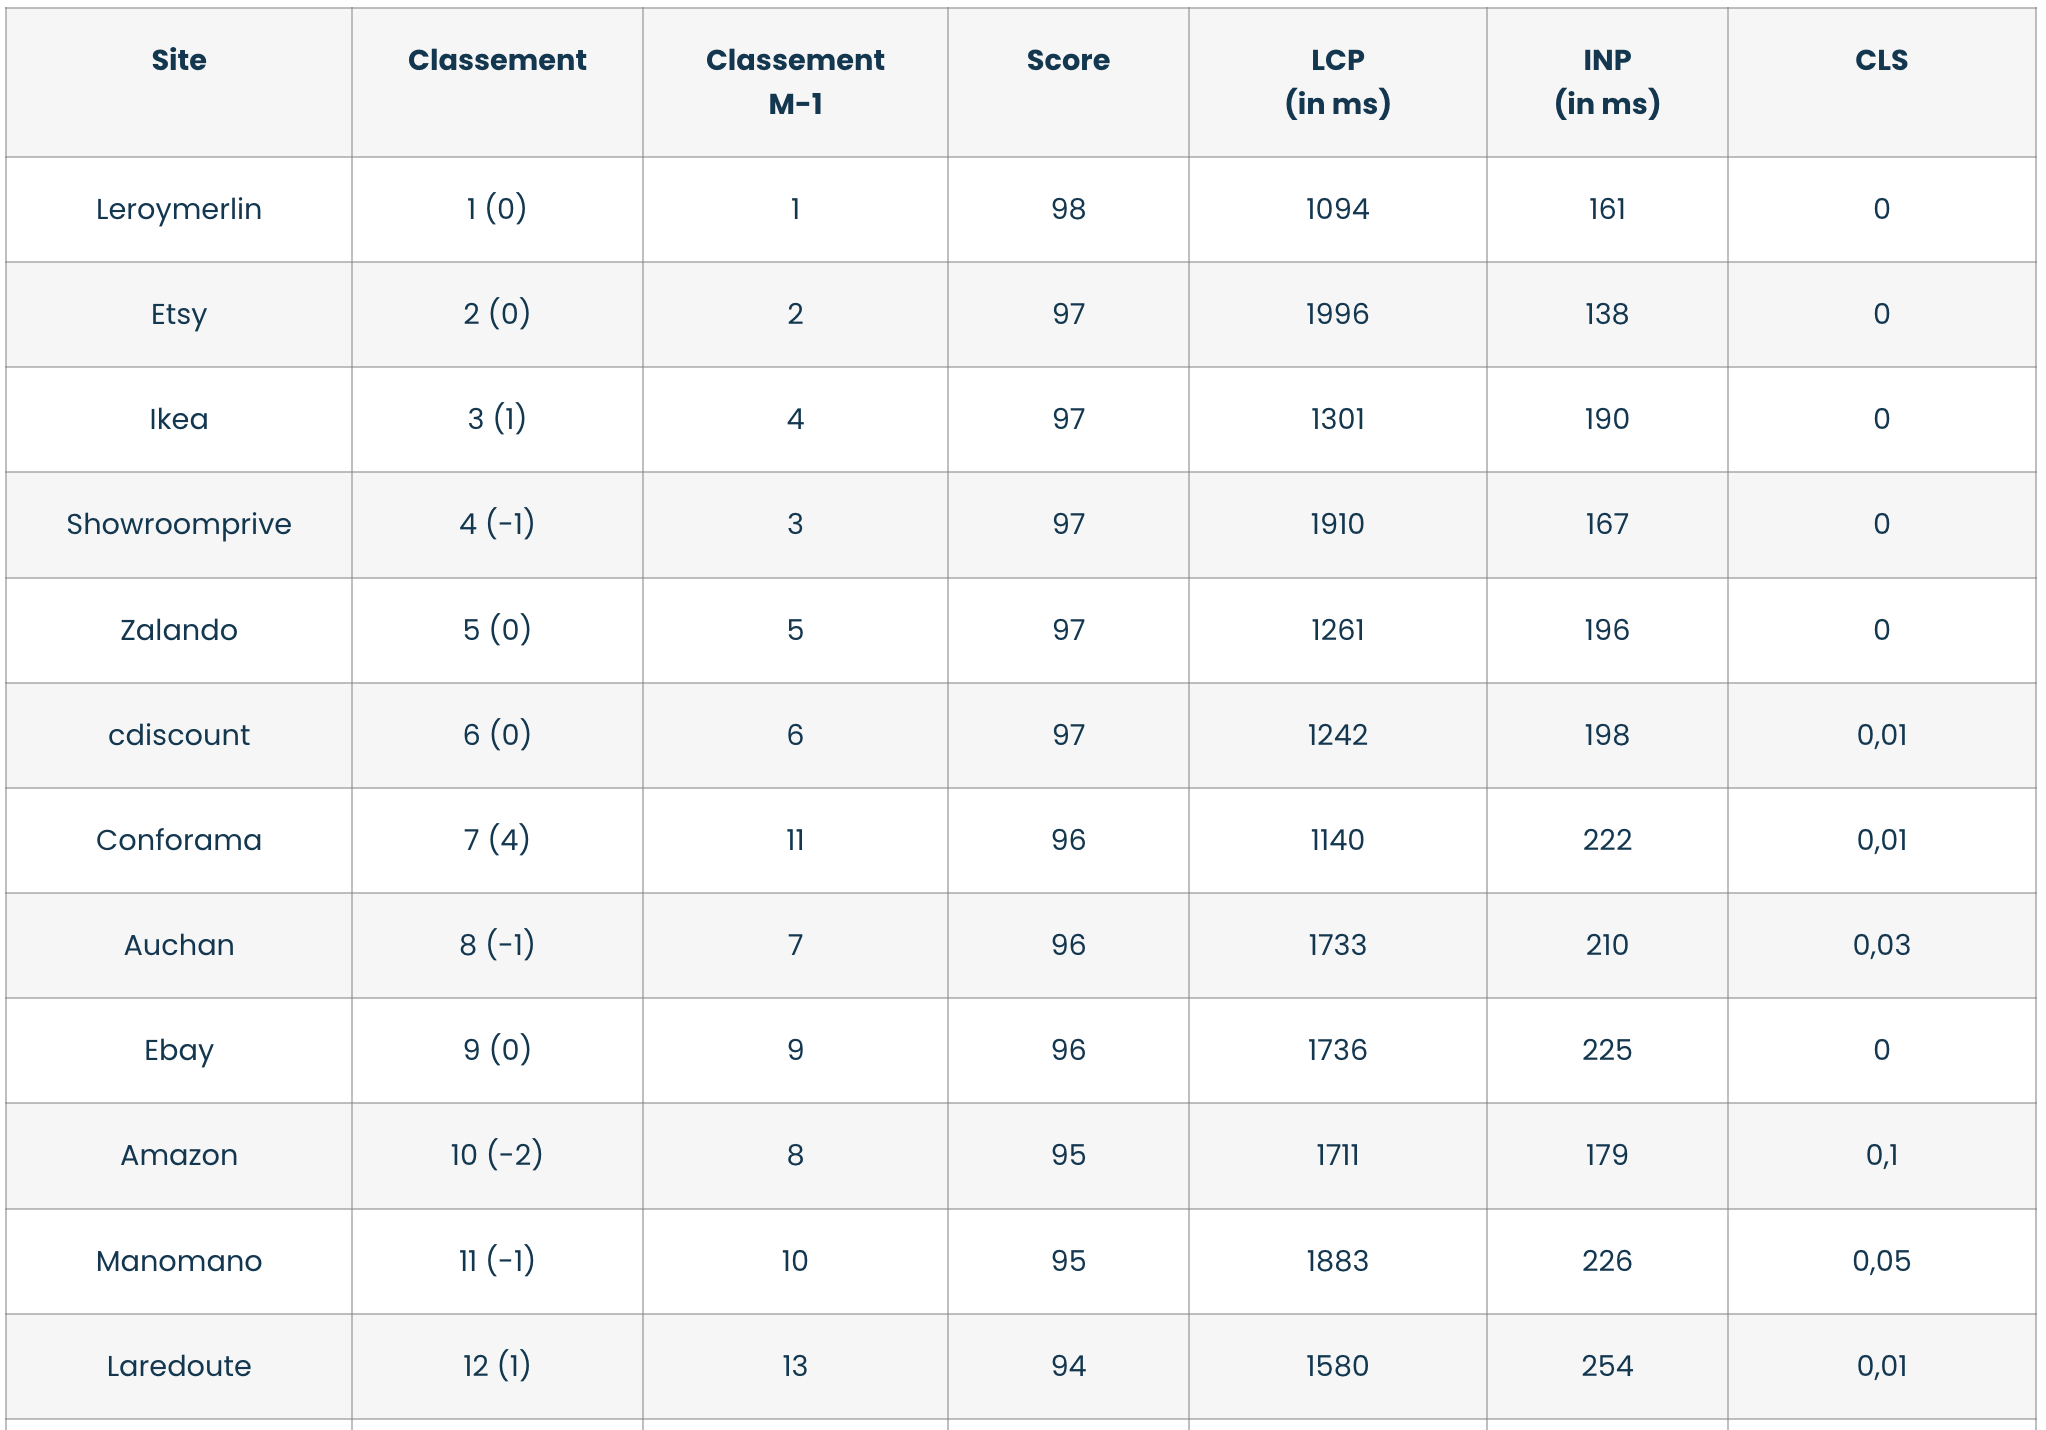 Site Classement Classement M-1 Score LCP (in ms) INP (in ms) CLS
Leroymerlin 1 (0) 1 98 1094 161 0
Etsy 2 (0) 2 97 1996 138 0
Ikea 3 (1) 4 97 1301 190 0
Showroomprive 4 (-1) 3 97 1910 167 0
Zalando 5 (0) 5 97 1261 196 0
cdiscount 6 (0) 6 97 1242 198 0,01
Conforama 7 (4) 11 96 1140 222 0,01
Auchan 8 (-1) 7 96 1733 210 0,03
Ebay 9 (0) 9 96 1736 225 0
Amazon 10 (-2) 8 95 1711 179 0,1
Manomano 11 (-1) 10 95 1883 226 0,05
Laredoute 12 (1) 13 94 1580 254 0,01